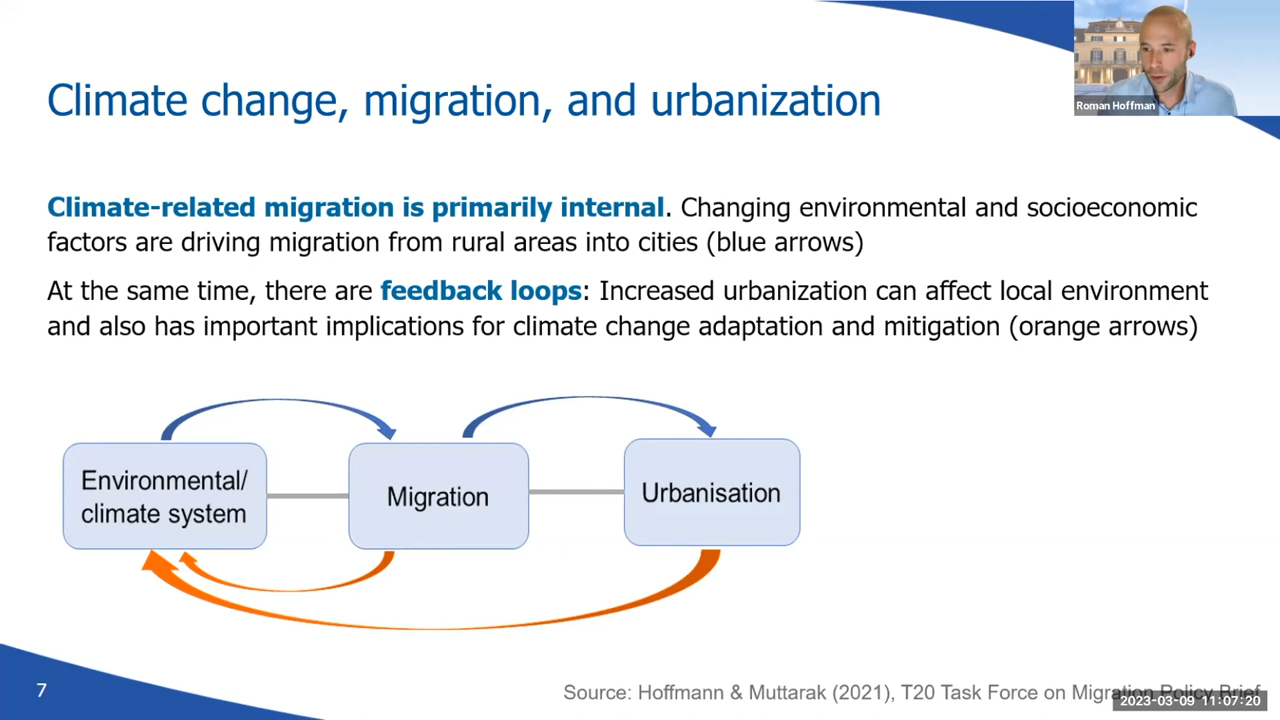 Roman Hoffman
Climate change, migration, and urbanization
Climate-related migration is primarily internal. Changing environmental and socioeconomic
factors are driving migration from rural areas into cities (blue arrows)
At the same time, there are feedback loops: Increased urbanization can affect local environment
and also has important implications for climate change adaptation and mitigation (orange arrows)
Environmental/
climate system
Migration
Urbanisation
7
Source: Hoffmann & Muttarak (2021), T20 Task Force on Migration Policy Brief
2023-03-09 11:07:20